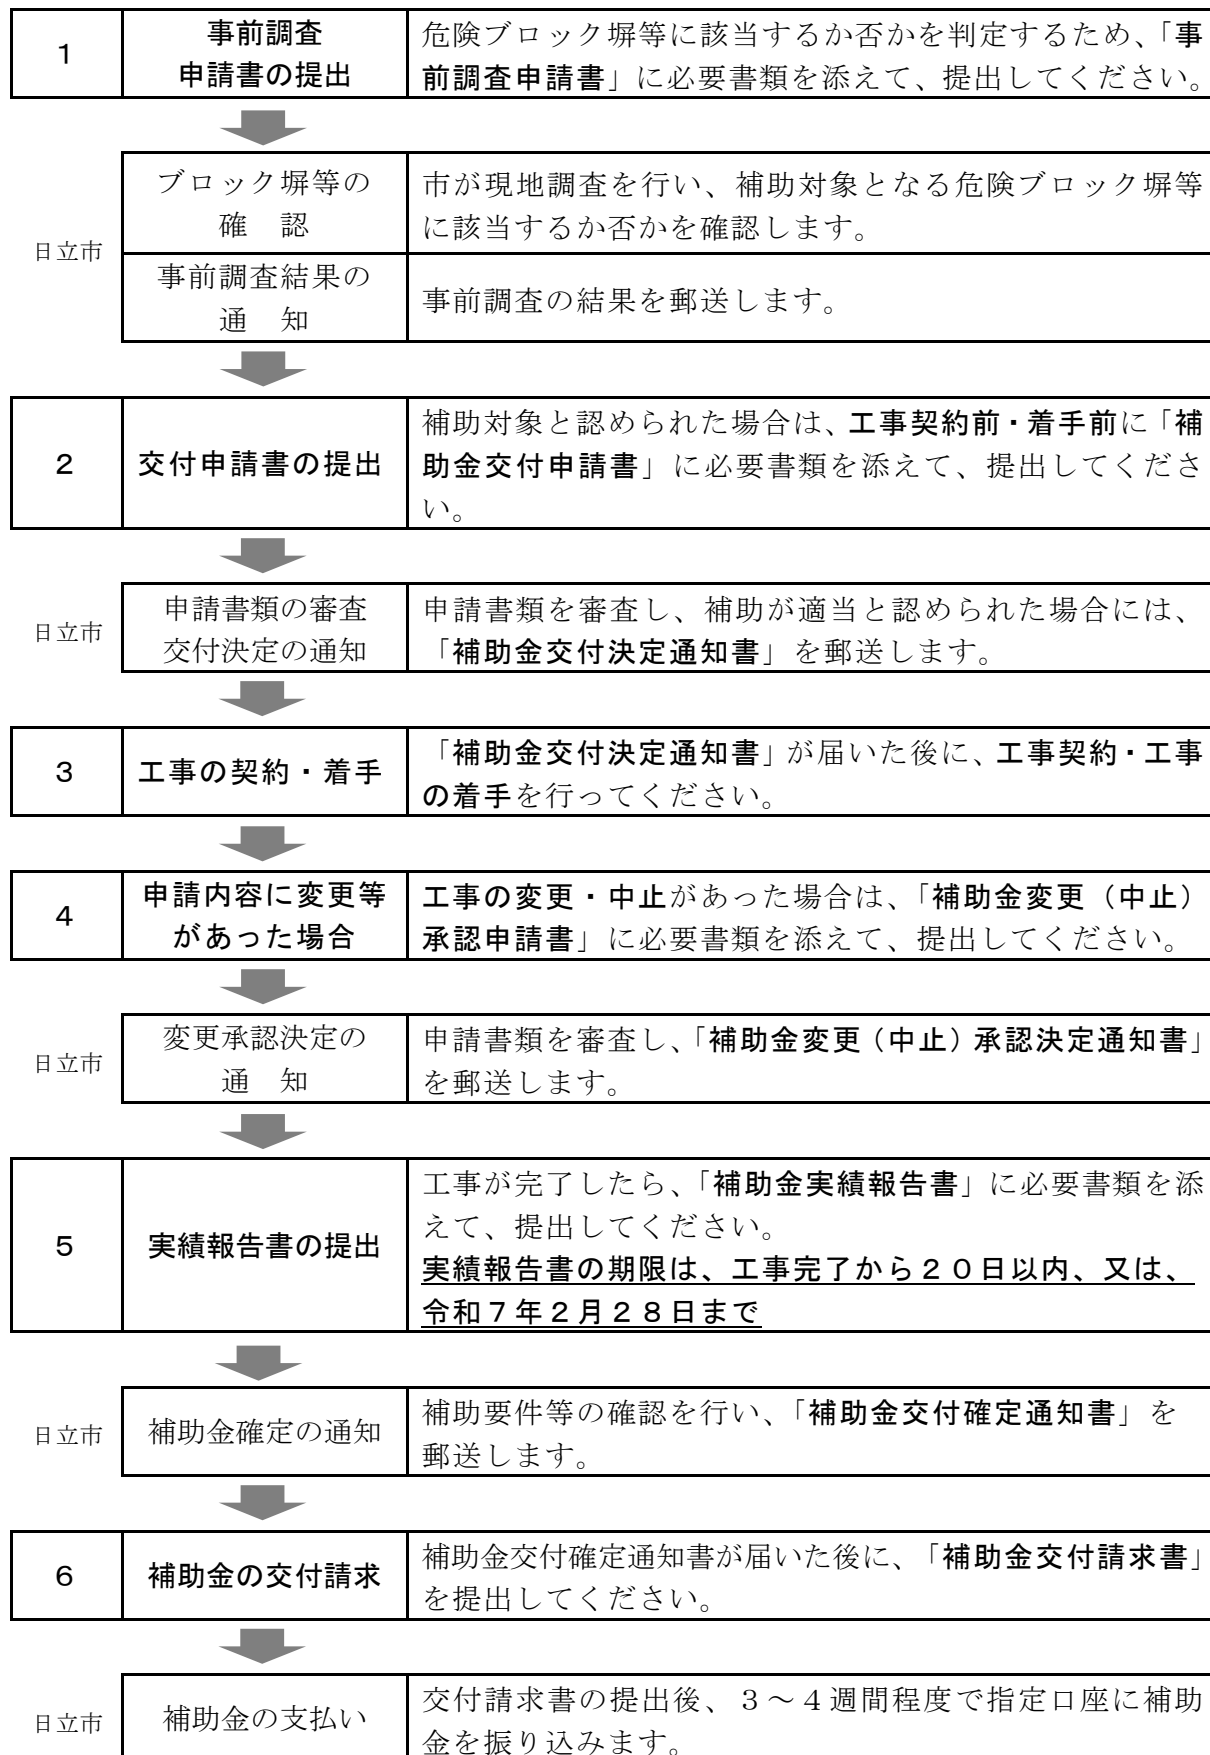 1
事前調査
申請書の提出
危険ブロック塀等に該当するか否かを判定するため、「事
前調査申請書」に必要書類を添えて、提出してください。
日立市
ブロック塀等の
確　認
市が現地調査を行い、補助対象となる危険ブロック塀等
に該当するか否かを確認します。
事前調査結果の
通　知
事前調査の結果を郵送します。
2
交付申請書の提出
補助対象と認められた場合は、工事契約前・着手前に「補
助金交付申請書」に必要書類を添えて、提出してくださ
い。
日立市
申請書類の審査
交付決定の通知
申請書類を審査し、補助が適当と認められた場合には、
「補助金交付決定通知書」を郵送します。
3
工事の契約・着手
「補助金交付決定通知書」が届いた後に、工事契約・工事
の着手を行ってください。
4
申請内容に変更等
があった場合
工事の変更・中止があった場合は、「補助金変更（中止）
承認申請書」に必要書類を添えて、提出してください。
日立市
変更承認決定の
通　知
申請書類を審査し、「補助金変更（中止）承認決定通知書」
を郵送します。
5
実績報告書の提出
工事が完了したら、「補助金実績報告書」に必要書類を添
えて、提出してください。
実績報告書の期限は、工事完了から２０日以内、又は、
令和７年２月２８日まで
日立市
補助金確定の通知
補助要件等の確認を行い、「補助金交付確定通知書」を
郵送します。
6
補助金の交付請求
補助金交付確定通知書が届いた後に、「補助金交付請求書」
を提出してください。
日立市
補助金の支払い
交付請求書の提出後、３～４週間程度で指定口座に補助
金を振り込みます。